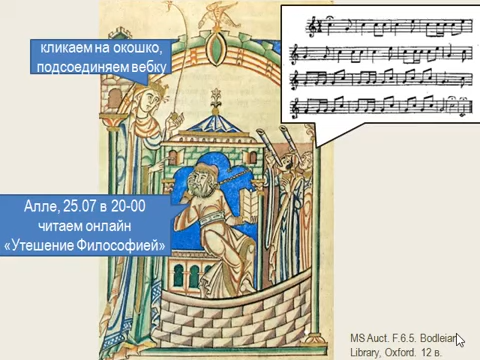 кликаем на окошко,
подсоединяем вебку
Алле, 25.07 в 20-00
читаем онлайн
«Утешение Философией»
MS Auct. F.6.5. Bodleian
Library, Oxford. 12 в.